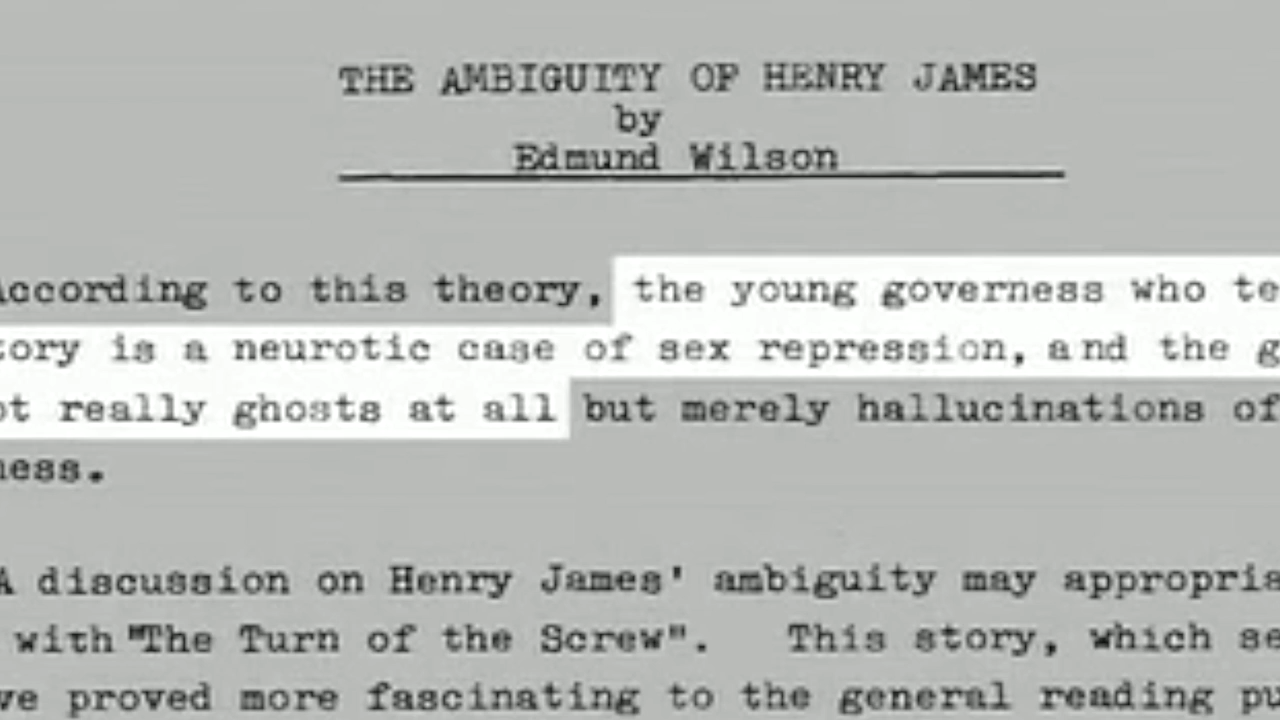 THE AMBIGUITY OF HENRY JAMES
by
Edmund Wilson
According to this theory, the young governess who te
tory is a neurotic case of sex repression, and the g
ot really ghosts at all but merely hallucinations of
ness.
A discussion on Henry James' ambiguity may appropria
with "The Turn of the Screw". This story, which se
ve proved more fascinating to the general reading pu